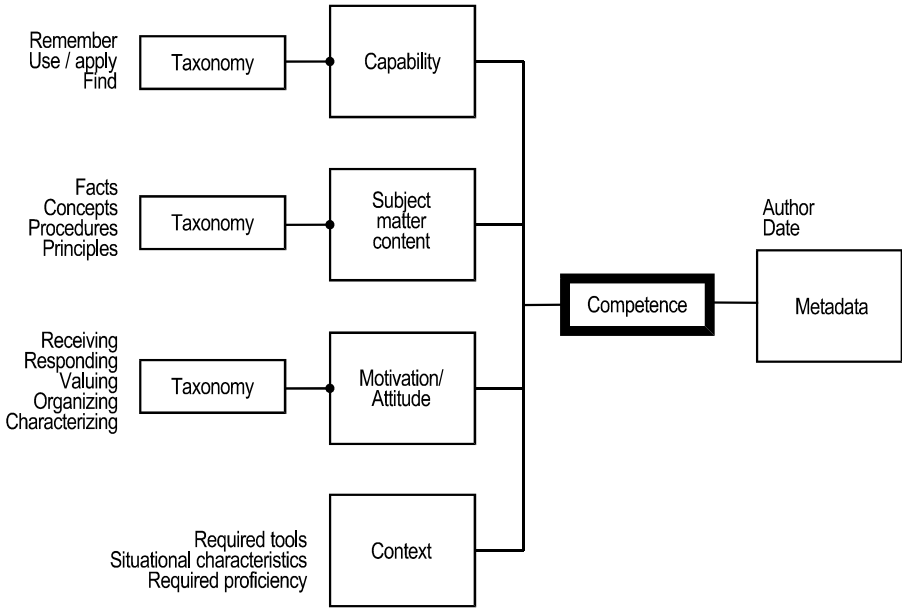 Remember
Use / apply
Find
Taxonomy
Capability
Facts
Concepts
Procedures
Principles
Taxonomy
Subject
matter
content
Author
Date
Competence
Metadata
Receiving
Responding
Valuing
Organizing
Characterizing
Taxonomy
Motivation/
Attitude
Required tools
Situational characteristics
Required proficiency
Context